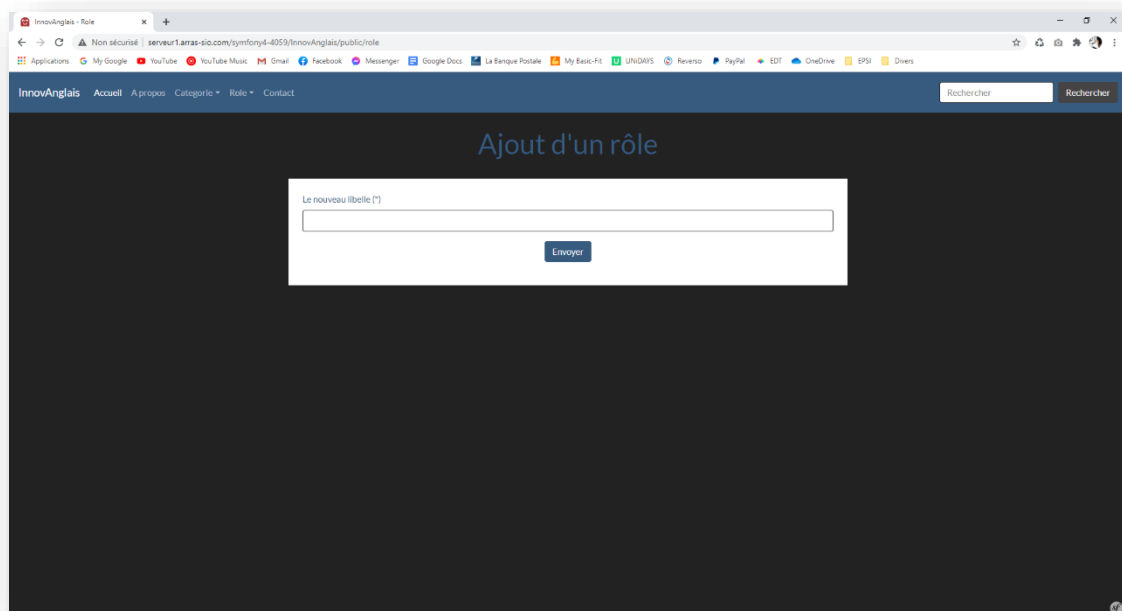 InnovAnglais - Role
Non sécurisé | serveur1.arras-sio.com/symfony4-4059/InnovAnglais/public/role
Applications My Google YouTube YouTube Music Gmail Facebook Messenger Google Docs La Banque Postale My Basic-Fit UNiDAYS Reverso PayPal EDT OneDrive EPSI Divers
InnovAnglais Accueil A propos Categorie Role Contact Rechercher Rechercher
Ajout d'un rôle
Le nouveau libelle (*)
Envoyer